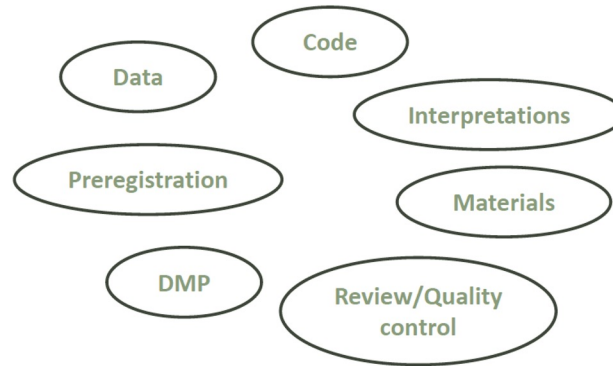 Code
Data
Interpretations
Preregistration
Materials
DMP
Review/Quality
control